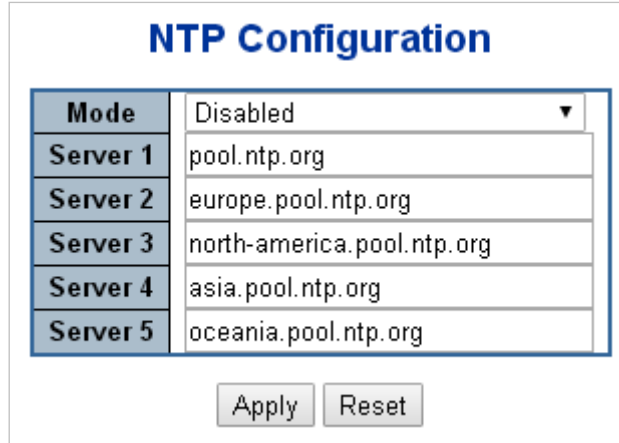 NTP Configuration
Mode Disabled
Server 1 pool.ntp.org
Server 2 europe.pool.ntp.org
Server 3 north-america.pool.ntp.org
Server 4 asia.pool.ntp.org
Server 5 oceania.pool.ntp.org
Apply Reset